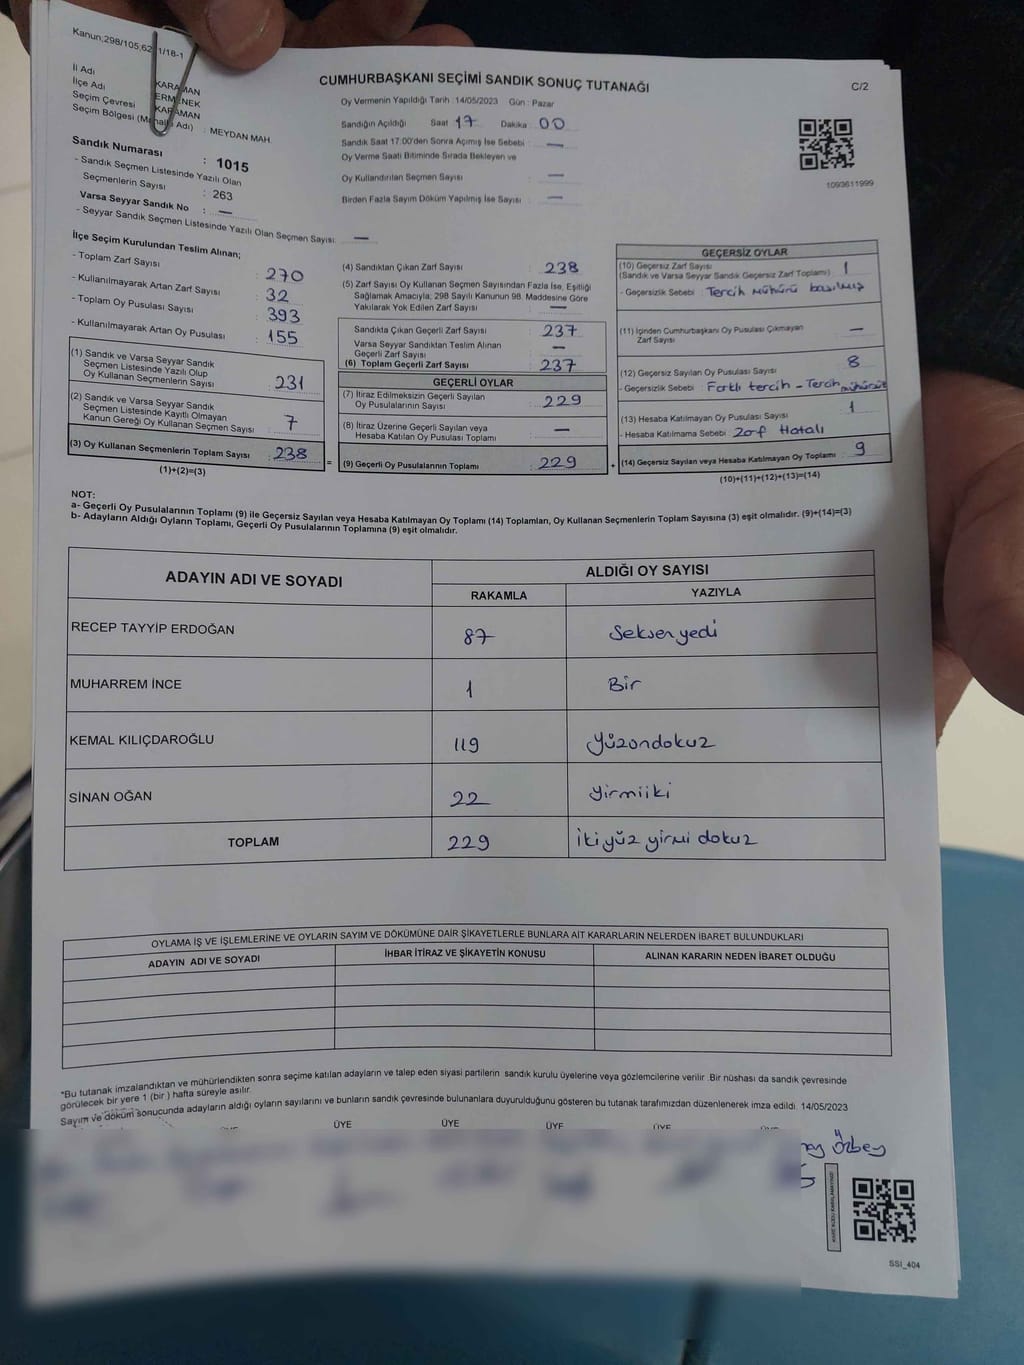 Kanun;298/105;62 1/18-1
CUMHURBAŞKANI SEÇİMİ SANDIK SONUÇ TUTANAĞI
C/2
İl Adı KARAMAN
İlçe Adı ERMENEK
Seçim Çevresi KARAMAN
Seçim Bölgesi (Mahalle Adı) : MEYDAN MAH.
Sandık Numarası : 1015
- Sandık Seçmen Listesinde Yazılı Olan
Seçmenlerin Sayısı : 263
Varsa Seyyar Sandık No : —
- Seyyar Sandık Seçmen Listesinde Yazılı Olan Seçmen Sayısı: —
Oy Vermenin Yapıldığı Tarih :14/05/2023 Gün : Pazar
Sandığın Açıldığı Saat 17 Dakika 00
Sandık Saat 17.00'den Sonra Açımış İse Sebebi : —
Oy Verme Saati Bitiminde Sırada Bekleyen ve
Oy Kullandırılan Seçmen Sayısı : —
Birden Fazla Sayım Döküm Yapılmış İse Sayısı : —
1093611999
İlçe Seçim Kurulundan Teslim Alınan;
- Toplam Zarf Sayısı : 270
- Kullanılmayarak Artan Zarf Sayısı : 32
- Toplam Oy Pusulası Sayısı : 393
- Kullanılmayarak Artan Oy Pusulası : 155
(1) Sandık ve Varsa Seyyar Sandık
Seçmen Listesinde Yazılı Olup
Oy Kullanan Seçmenlerin Sayısı : 231
(2) Sandık ve Varsa Seyyar Sandık
Seçmen Listesinde Kayıtlı Olmayan
Kanun Gereği Oy Kullanan Seçmen Sayısı : 7
(3) Oy Kullanan Seçmenlerin Toplam Sayısı : 238
(1)+(2)=(3)
(4) Sandıktan Çıkan Zarf Sayısı : 238
(5) Zarf Sayısı Oy Kullanan Seçmen Sayısından Fazla İse, Eşitliği
Sağlamak Amacıyla; 298 Sayılı Kanunun 98. Maddesine Göre
Yakılarak Yok Edilen Zarf Sayısı : —
Sandıkta Çıkan Geçerli Zarf Sayısı : 237
Varsa Seyyar Sandıktan Teslim Alınan
Geçerli Zarf Sayısı : —
(6) Toplam Geçerli Zarf Sayısı : 237
GEÇERLİ OYLAR
(7) İtiraz Edilmeksizin Geçerli Sayılan
Oy Pusulalarının Sayısı : 229
(8) İtiraz Üzerine Geçerli Sayılan veya
Hesaba Katılan Oy Pusulası Toplamı : —
= (9) Geçerli Oy Pusulalarının Toplamı : 229 +
GEÇERSİZ OYLAR
(10) Geçersiz Zarf Sayısı
(Sandık ve Varsa Seyyar Sandık Geçersiz Zarf Toplamı) : 1
- Geçersizlik Sebebi : Tercih mührü basılmış
(11) İçinden Cumhurbaşkanı Oy Pusulası Çıkmayan
Zarf Sayısı : —
(12) Geçersiz Sayılan Oy Pusulası Sayısı : 8
- Geçersizlik Sebebi : Farklı tercih - Tercih mühürsüz
(13) Hesaba Katılmayan Oy Pusulası Sayısı : 1
- Hesaba Katılmama Sebebi : Zarf Hatalı
(14) Geçersiz Sayılan veya Hesaba Katılmayan Oy Toplamı : 9
(10)+(11)+(12)+(13)=(14)
NOT:
a- Geçerli Oy Pusulalarının Toplamı (9) ile Geçersiz Sayılan veya Hesaba Katılmayan Oy Toplamı (14) Toplamları, Oy Kullanan Seçmenlerin Toplam Sayısına (3) eşit olmalıdır. (9)+(14)=(3)
b- Adayların Aldığı Oyların Toplamı, Geçerli Oy Pusulalarının Toplamına (9) eşit olmalıdır.
ADAYIN ADI VE SOYADI ALDIĞI OY SAYISI
RAKAMLA YAZIYLA
RECEP TAYYİP ERDOĞAN 87 Seksenyedi
MUHARREM İNCE 1 Bir
KEMAL KILIÇDAROĞLU 119 Yüzondokuz
SİNAN OĞAN 22 Yirmiiki
TOPLAM 229 İkiyüz yirmi dokuz
OYLAMA İŞ VE İŞLEMLERİNE VE OYLARIN SAYIM VE DÖKÜMÜNE DAİR ŞİKAYETLERLE BUNLARA AİT KARARLARIN NELERDEN İBARET BULUNDUKLARI
ADAYIN ADI VE SOYADI İHBAR İTİRAZ VE ŞİKAYETİN KONUSU ALINAN KARARIN NEDEN İBARET OLDUĞU
*Bu tutanak imzalandıktan ve mühürlendikten sonra seçime katılan adayların ve talep eden siyasi partilerin sandık kurulu üyelerine veya gözlemcilerine verilir .Bir nüshası da sandık çevresinde
görülecek bir yere 1 (bir ) hafta süreyle asılır.
Sayım ve döküm sonucunda adayların aldığı oyların sayılarını ve bunların sandık çevresinde bulunanlara duyurulduğunu gösteren bu tutanak tarafımızdan düzenlenerek imza edildi. 14/05/2023
ÜYE ÜYE ÜYE ÜYE ÜYE
Özbey
SSI_404